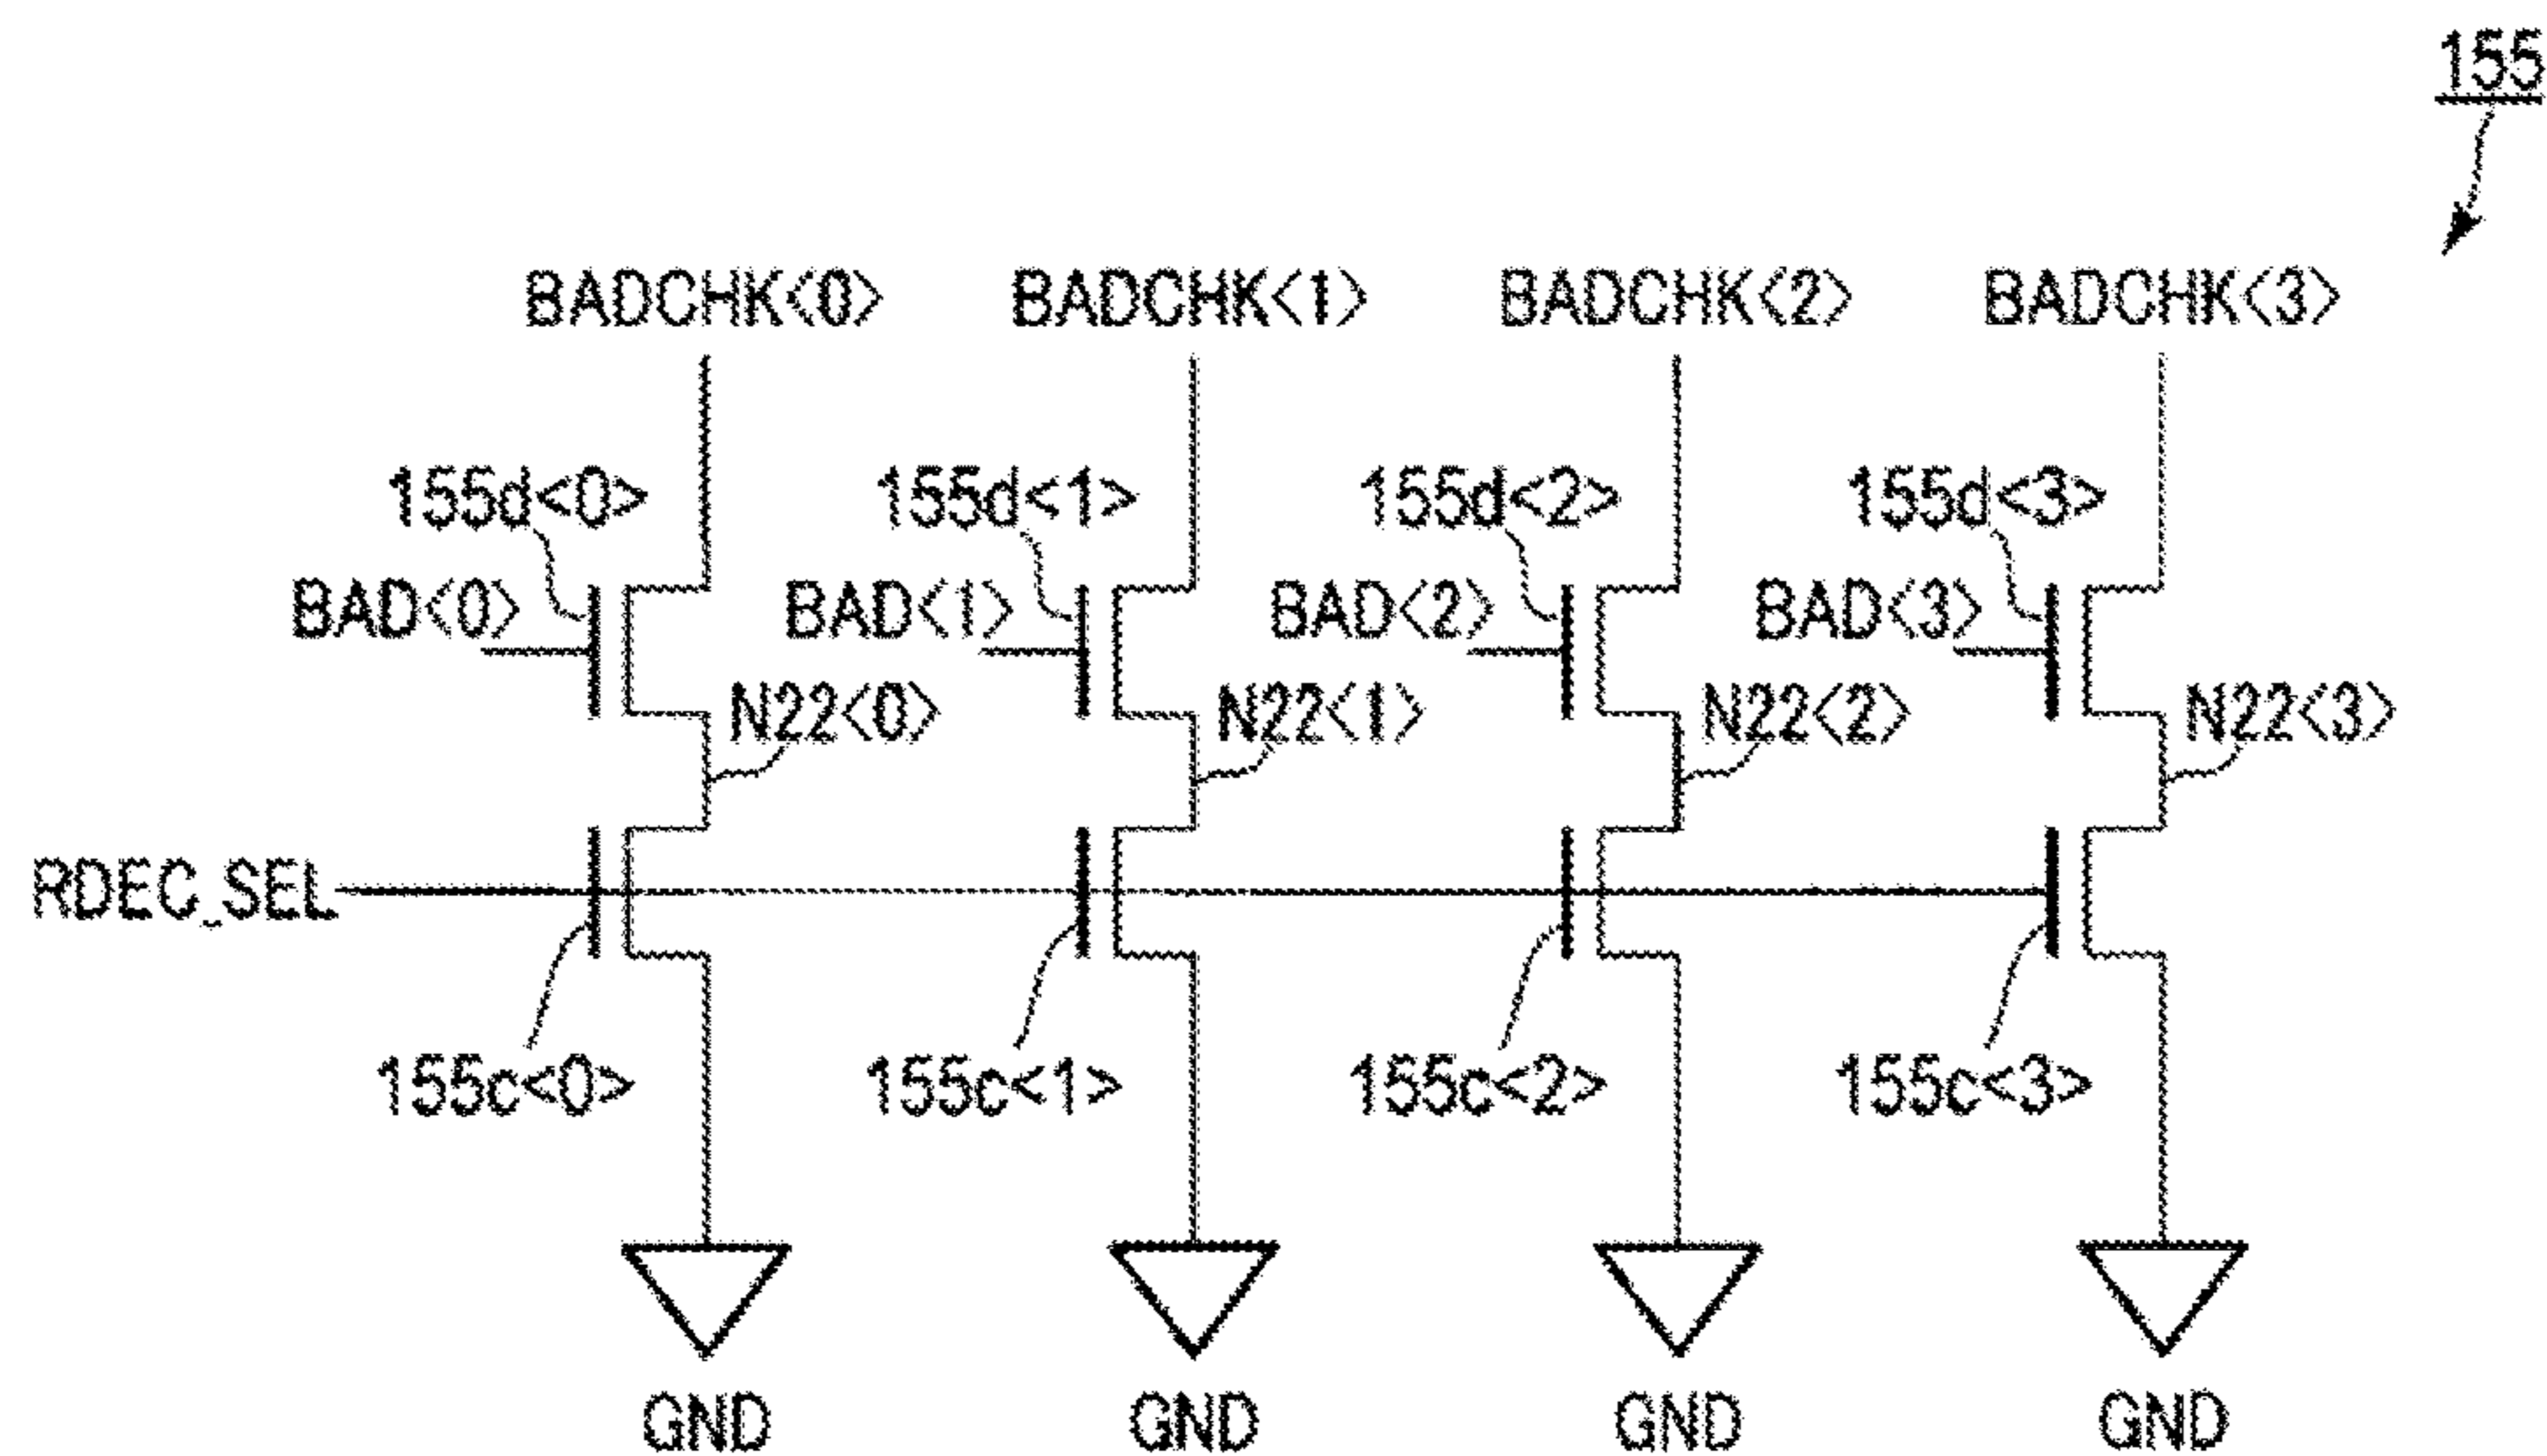 155
BADCHK<0> BADCHK<1> BADCHK<2> BADCHK<3>
155d<0> 155d<1> 155d<2> 155d<3>
BAD<0> BAD<1> BAD<2> BAD<3>
N22<0> N22<1> N22<2> N22<3>
RDEC_SEL
155c<0> 155c<1> 155c<2> 155c<3>
GND GND GND GND